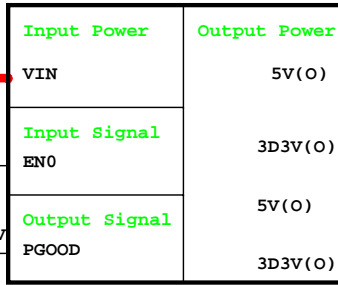 Input Power
VIN
Input Signal
EN0
Output Signal
PGOOD
Output Power
5V(O)
3D3V(O)
5V(O)
3D3V(O)